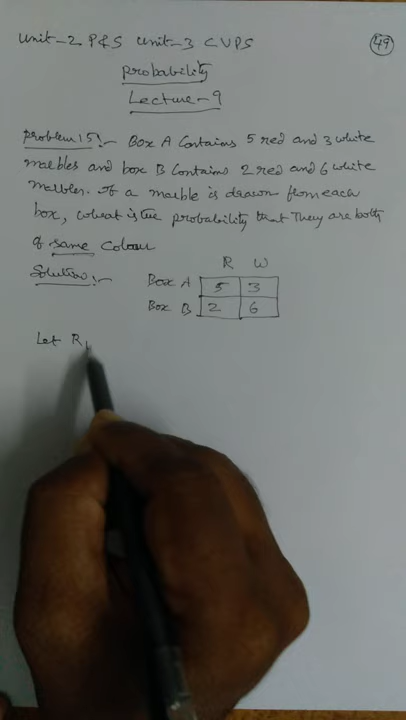 Unit-2 P&S Unit-3 CVPS 49
Probability
Lecture-9
Problem 15:- Box A Contains 5 red and 3 white
marbles and box B Contains 2 red and 6 white
marbles. If a marble is drawn from each
box, what is the probability that They are both
of same Colour
Solution:-
R W
Box A 5 3
Box B 2 6
Let R1